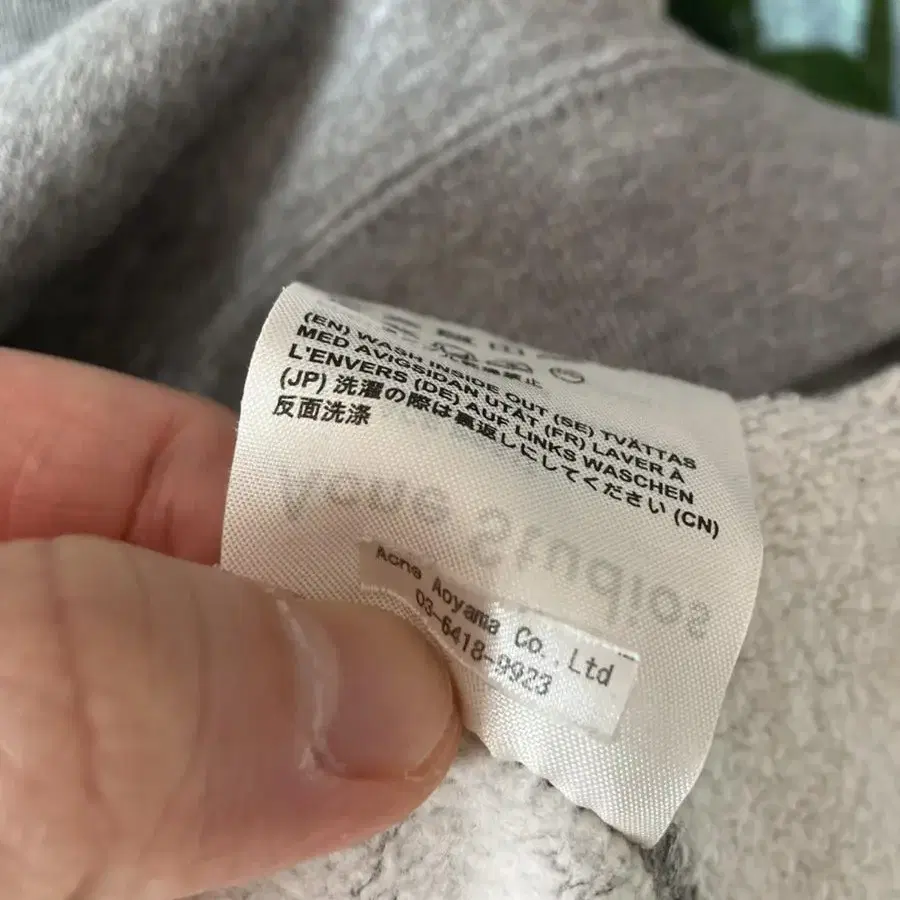 (EN) WASH INSIDE OUT (SE) TVÄTTAS
MED AVIGSIDAN UTÅT (FR) LAVER À
L'ENVERS (DE) AUF LINKS WASCHEN
(JP) 洗濯の際は裏返しにしてください (CN)
反面洗涤
Acne Aoyama Co.,Ltd
03-6418-9923